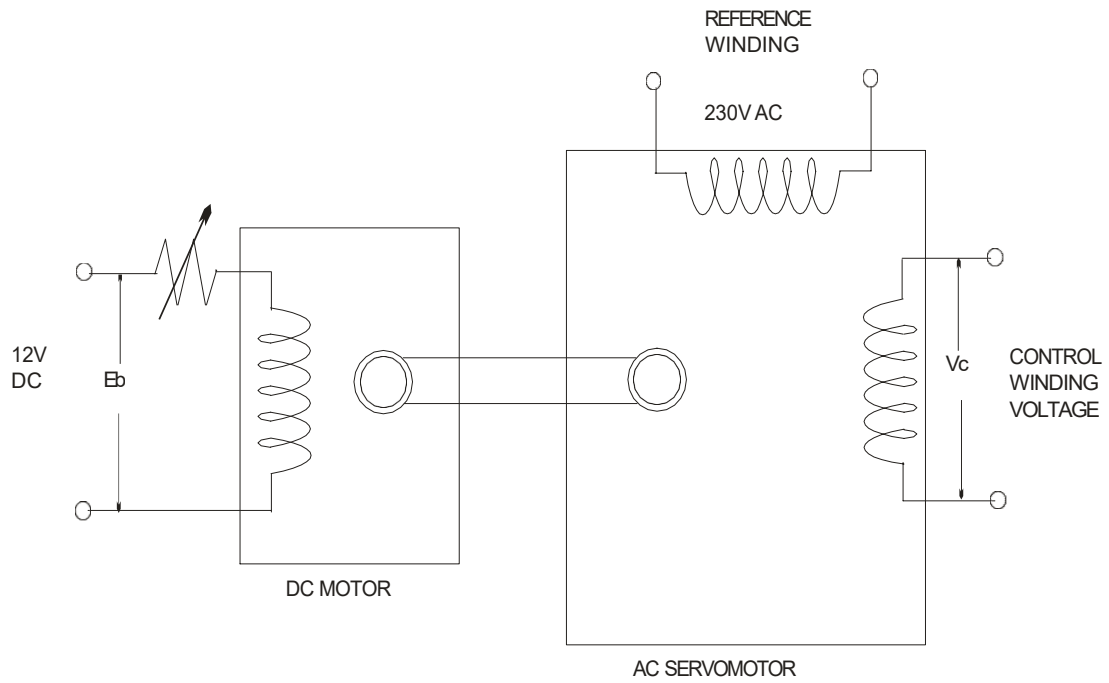 REFERENCE
WINDING
230V AC
12V
DC
Eb
Vc
CONTROL
WINDING
VOLTAGE
DC MOTOR
AC SERVOMOTOR